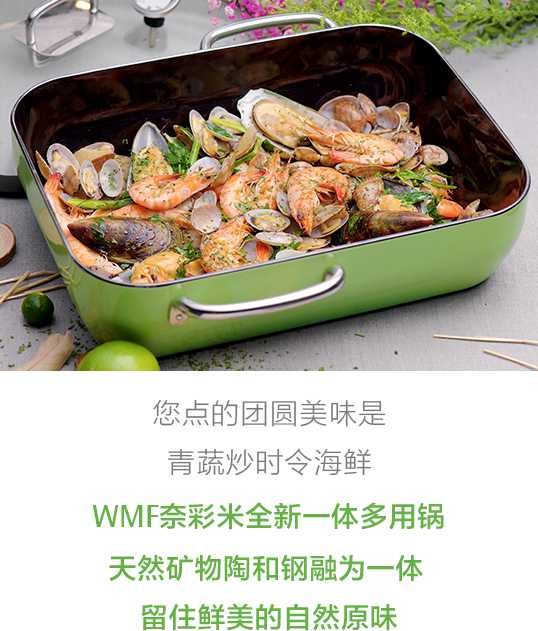 您点的团圆美味是
青蔬炒时令海鲜
WMF奈彩米全新一体多用锅
天然矿物陶和钢融为一体
留住鲜美的自然原味